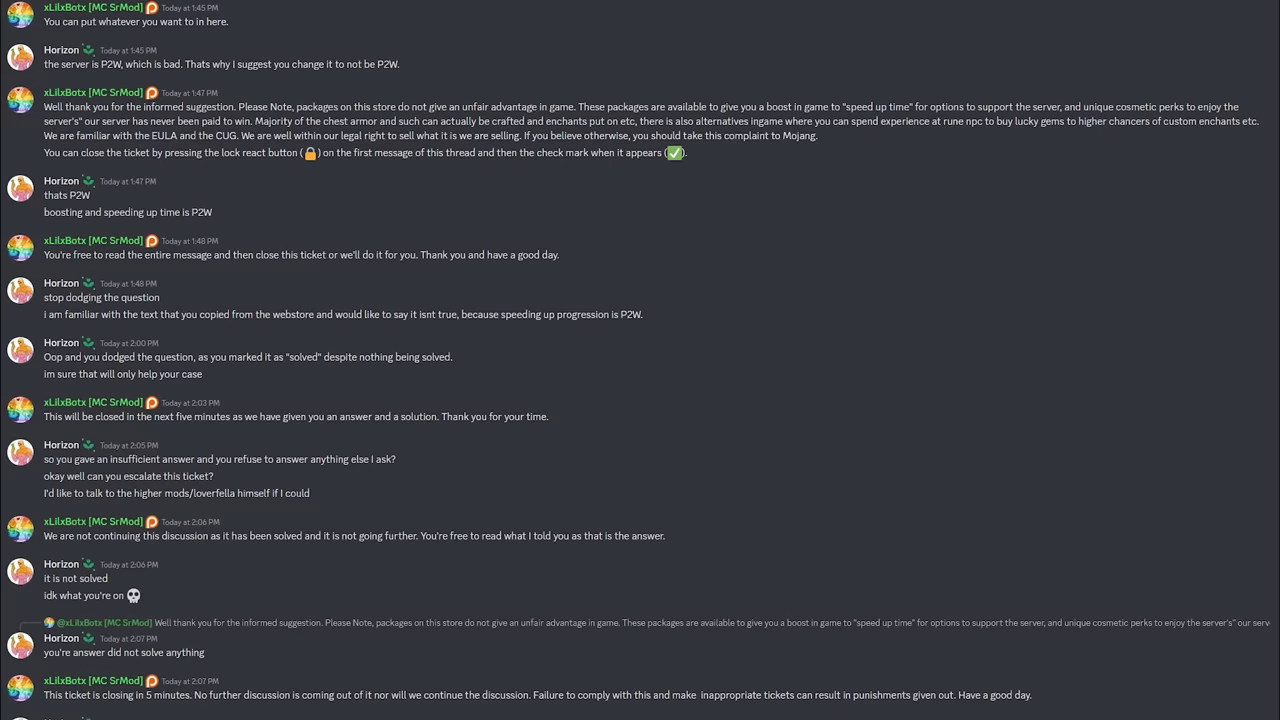 xLilxBotx [MC SrMod] Today at 1:45 PM
You can put whatever you want to in here.
Horizon Today at 1:45 PM
the server is P2W, which is bad. Thats why I suggest you change it to not be P2W.
xLilxBotx [MC SrMod] Today at 1:47 PM
Well thank you for the informed suggestion. Please Note, packages on this store do not give an unfair advantage in game. These packages are available to give you a boost in game to "speed up time" for options to support the server, and unique cosmetic perks to enjoy the
server's" our server has never been paid to win. Majority of the chest armor and such can actually be crafted and enchants put on etc, there is also alternatives ingame where you can spend experience at rune npc to buy lucky gems to higher chances of custom enchants etc.
We are familiar with the EULA and the CUG. We are well within our legal right to sell what it is we are selling. If you believe otherwise, you should take this complaint to Mojang.
You can close the ticket by pressing the lock react button (🔒) on the first message of this thread and then the check mark when it appears (✅).
Horizon Today at 1:47 PM
thats P2W
boosting and speeding up time is P2W
xLilxBotx [MC SrMod] Today at 1:48 PM
You're free to read the entire message and then close this ticket or we'll do it for you. Thank you and have a good day.
Horizon Today at 1:48 PM
stop dodging the question
i am familiar with the text that you copied from the webstore and would like to say it isnt true, because speeding up progression is P2W.
Horizon Today at 2:00 PM
Oop and you dodged the question, as you marked it as "solved" despite nothing being solved.
im sure that will only help your case
xLilxBotx [MC SrMod] Today at 2:03 PM
This will be closed in the next five minutes as we have given you an answer and a solution. Thank you for your time.
Horizon Today at 2:05 PM
so you gave an insufficient answer and you refuse to answer anything else I ask?
okay well can you escalate this ticket?
I'd like to talk to the higher mods/loverfella himself if I could
xLilxBotx [MC SrMod] Today at 2:06 PM
We are not continuing this discussion as it has been solved and it is not going further. You're free to read what I told you as that is the answer.
Horizon Today at 2:06 PM
it is not solved
idk what you're on 💀
@xLilxBotx [MC SrMod] Well thank you for the informed suggestion. Please Note, packages on this store do not give an unfair advantage in game. These packages are available to give you a boost in game to "speed up time" for options to support the server, and unique cosmetic perks to enjoy the server's" our serv
Horizon Today at 2:07 PM
you're answer did not solve anything
xLilxBotx [MC SrMod] Today at 2:07 PM
This ticket is closing in 5 minutes. No further discussion is coming out of it nor will we continue the discussion. Failure to comply with this and make inappropriate tickets can result in punishments given out. Have a good day.